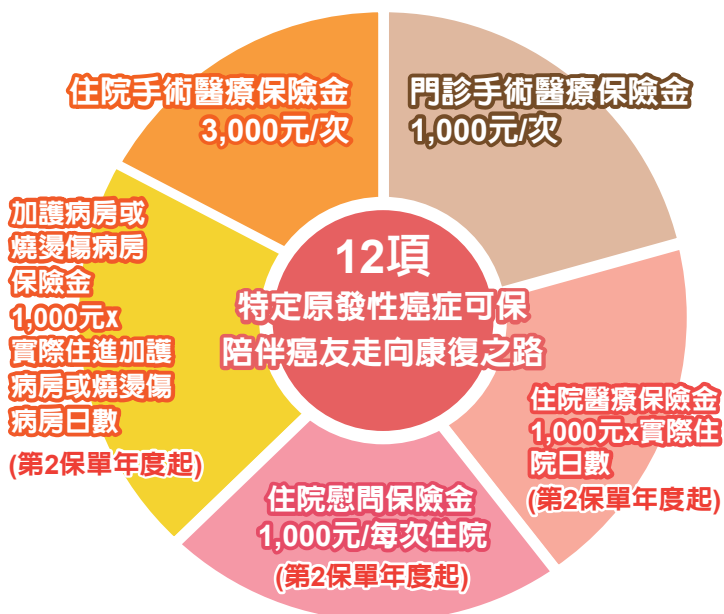 住院手術醫療保險金
3,000元/次
門診手術醫療保險金
1,000元/次
加護病房或
燒燙傷病房
保險金
1,000元x
實際住進加護
病房或燒燙傷
病房日數
(第2保單年度起)
12項
特定原發性癌症可保
陪伴癌友走向康復之路
住院醫療保險金
1,000元x實際住
院日數
(第2保單年度起)
住院慰問保險金
1,000元/每次住院
(第2保單年度起)